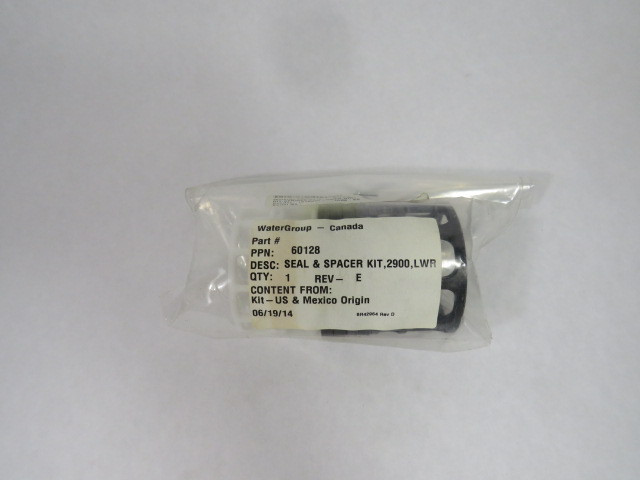 WaterGroup - Canada
Part #
PPN: 60128
DESC: SEAL & SPACER KIT,2900,LWR
QTY: 1 REV- E
CONTENT FROM:
Kit-US & Mexico Origin
06/19/14